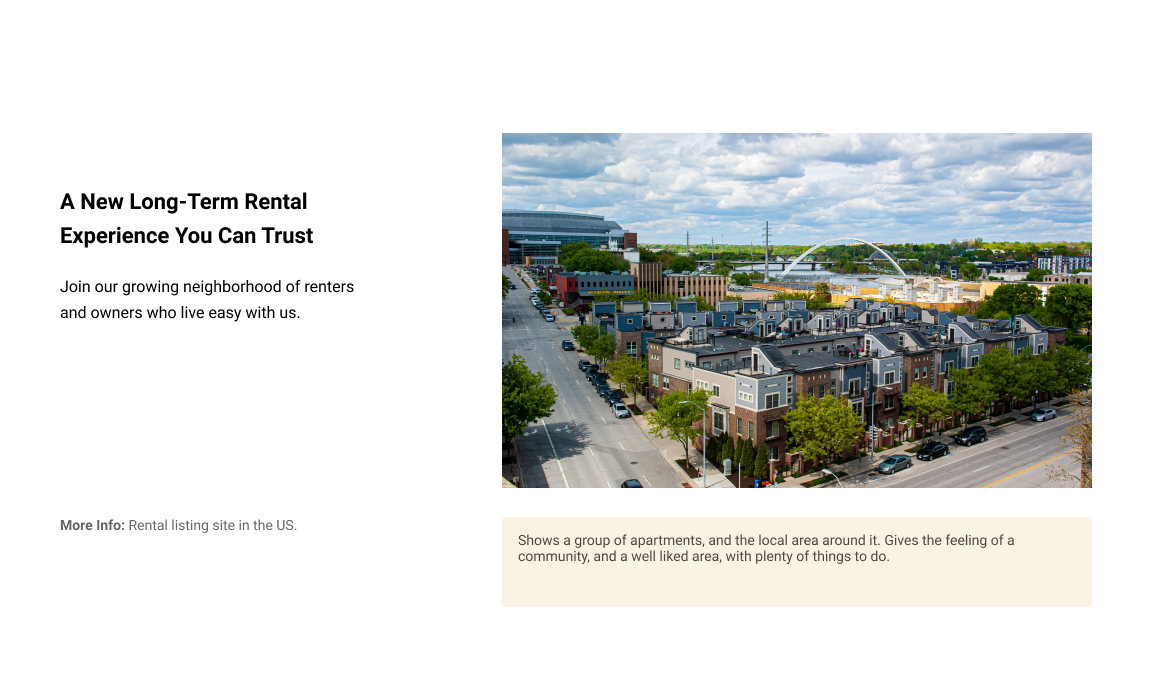 A New Long-Term Rental
Experience You Can Trust
Join our growing neighborhood of renters
and owners who live easy with us.
More Info: Rental listing site in the US.
Shows a group of apartments, and the local area around it. Gives the feeling of a
community, and a well liked area, with plenty of things to do.